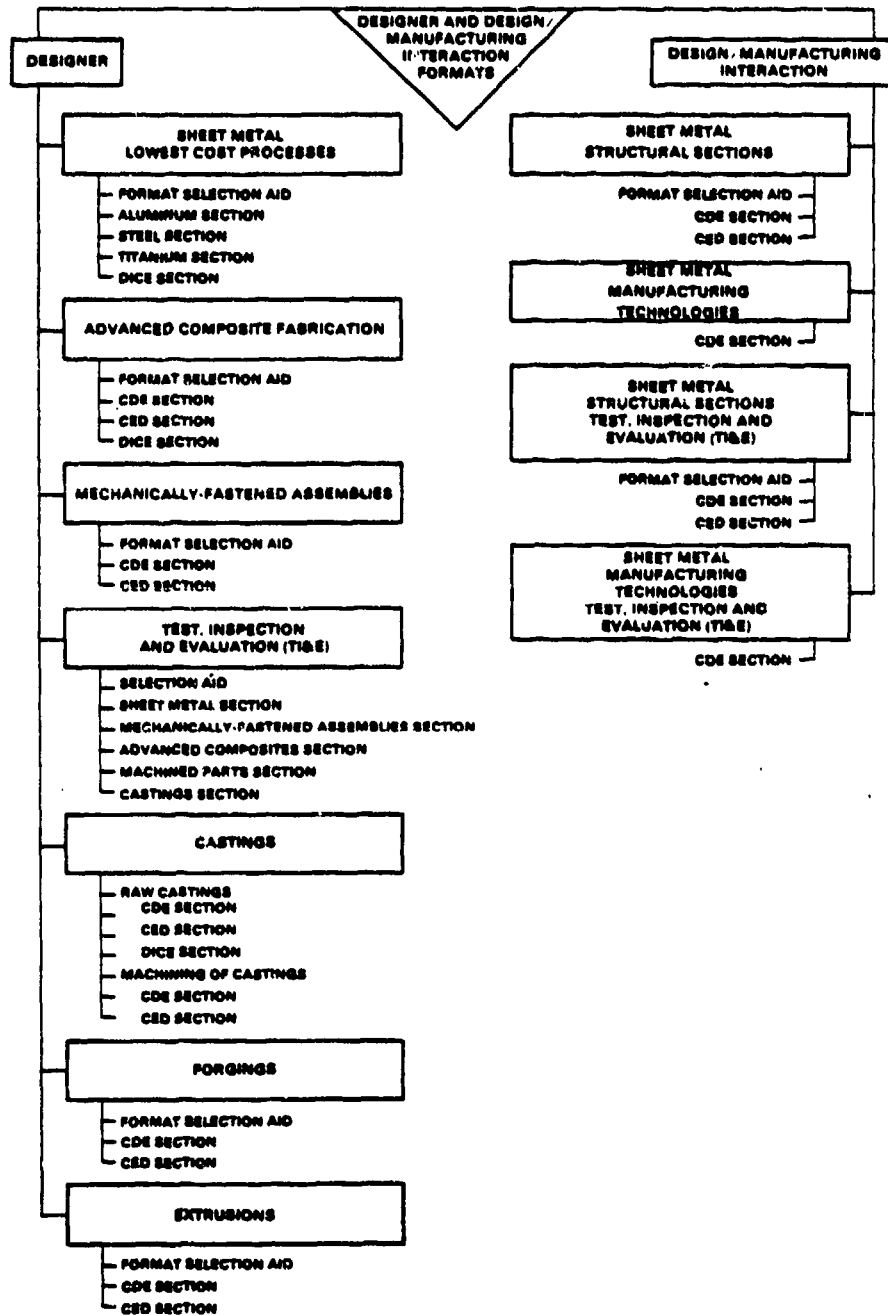 DESIGNER AND DESIGN/
MANUFACTURING
INTERACTION
FORMATS
DESIGNER
SHEET METAL
LOWEST COST PROCESSES
FORMAT SELECTION AID
ALUMINUM SECTION
STEEL SECTION
TITANIUM SECTION
DICE SECTION
ADVANCED COMPOSITE FABRICATION
FORMAT SELECTION AID
CDE SECTION
CED SECTION
DICE SECTION
MECHANICALLY-FASTENED ASSEMBLIES
FORMAT SELECTION AID
CDE SECTION
CED SECTION
TEST, INSPECTION
AND EVALUATION (TI&E)
SELECTION AID
SHEET METAL SECTION
MECHANICALLY-FASTENED ASSEMBLIES SECTION
ADVANCED COMPOSITES SECTION
MACHINED PARTS SECTION
CASTINGS SECTION
CASTINGS
RAW CASTINGS
CDE SECTION
CED SECTION
DICE SECTION
MACHINING OF CASTINGS
CDE SECTION
CED SECTION
FORGINGS
FORMAT SELECTION AID
CDE SECTION
CED SECTION
EXTRUSIONS
FORMAT SELECTION AID
CDE SECTION
CED SECTION
DESIGN/MANUFACTURING
INTERACTION
SHEET METAL
STRUCTURAL SECTIONS
FORMAT SELECTION AID
CDE SECTION
CED SECTION
SHEET METAL
MANUFACTURING
TECHNOLOGIES
CDE SECTION
SHEET METAL
STRUCTURAL SECTIONS
TEST, INSPECTION AND
EVALUATION (TI&E)
FORMAT SELECTION AID
CDE SECTION
CED SECTION
SHEET METAL
MANUFACTURING
TECHNOLOGIES
TEST, INSPECTION AND
EVALUATION (TI&E)
CDE SECTION